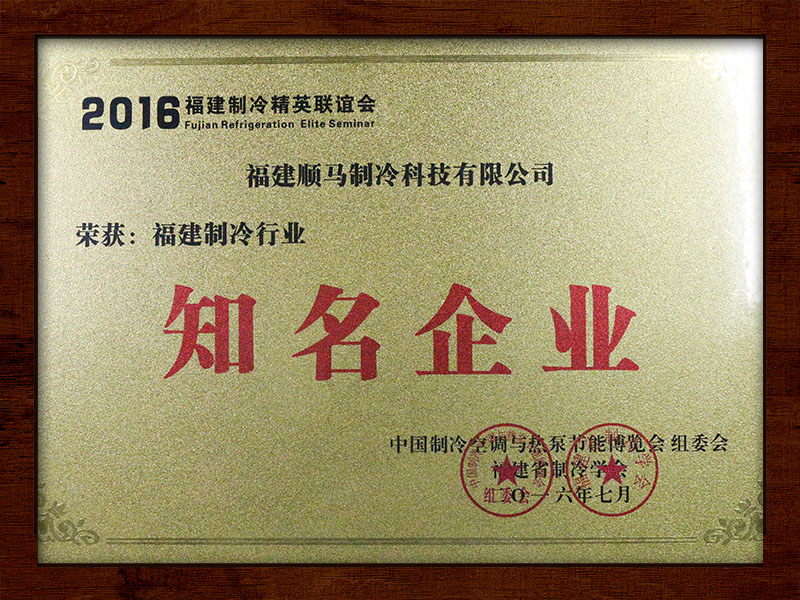 2016福建制冷精英联谊会
Fujian Refrigeration Elite Seminar
福建顺马制冷科技有限公司
荣获：福建制冷行业
知名企业
中国制冷空调与热泵节能博览会 组委会
福建省制冷学会
二〇一六年七月
组委会